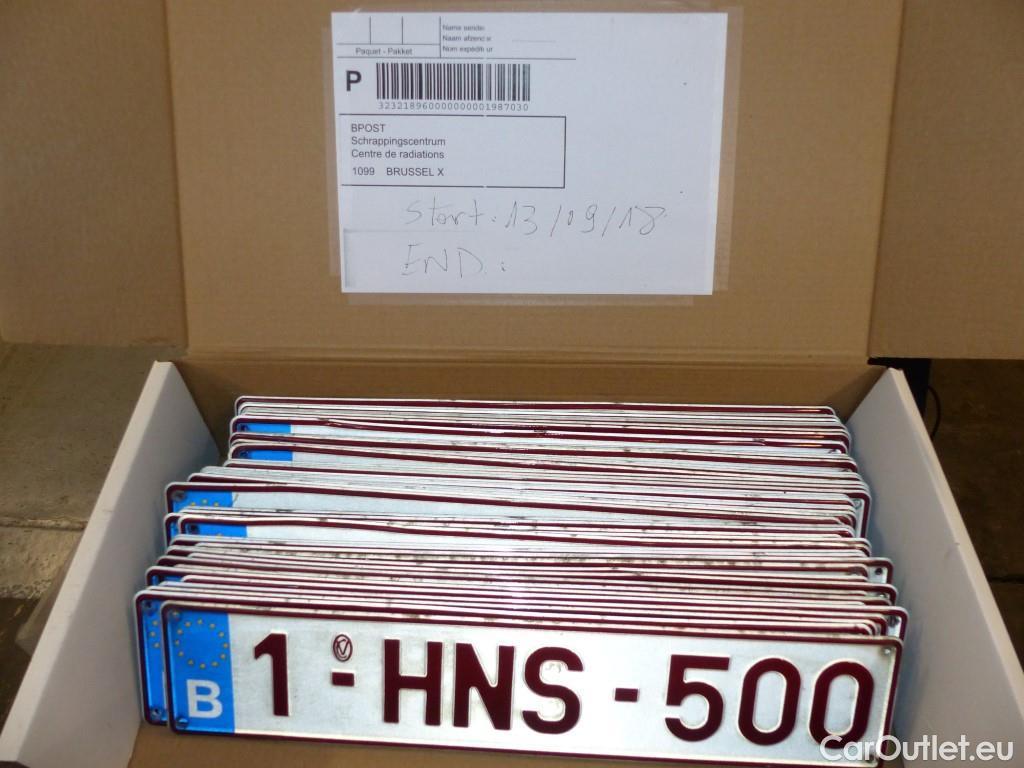 Name sender
Naam afzender
Nom expéditeur
Paquet - Pakket
P
323218960000000001987030
BPOST
Schrappingscentrum
Centre de radiations
1099 BRUSSEL X
Start: 13/09/18
END:
B 1 - HNS - 500
CarOutlet.eu